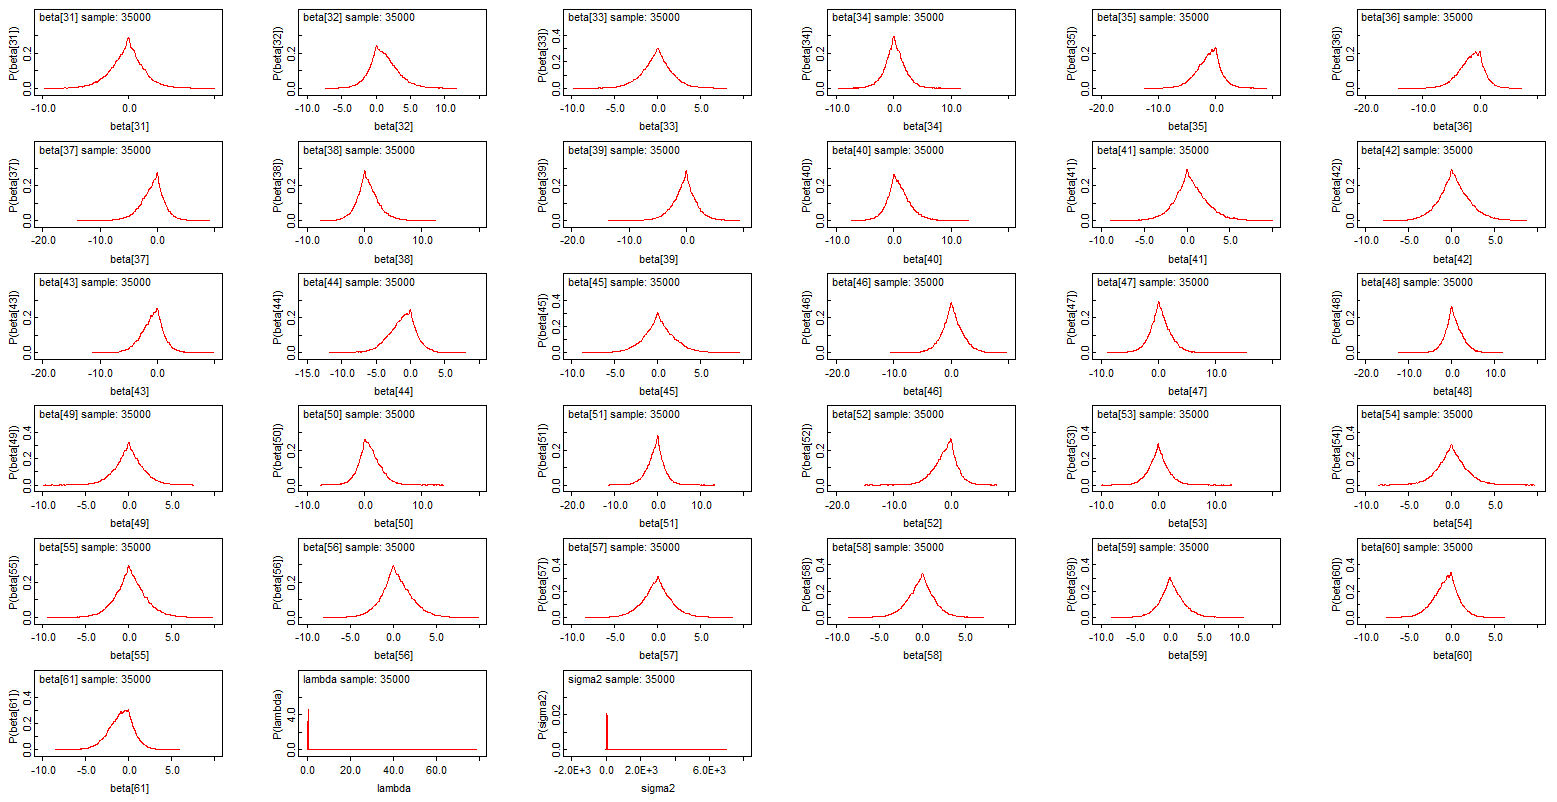 beta[31] sample: 35000
P(beta[31])
0.2
0.0
-10.0 0.0
beta[31]
beta[32] sample: 35000
P(beta[32])
0.2
0.0
-10.0 -5.0 0.0 5.0 10.0
beta[32]
beta[33] sample: 35000
P(beta[33])
0.4
0.2
0.0
-10.0 -5.0 0.0 5.0
beta[33]
beta[34] sample: 35000
P(beta[34])
0.2
0.0
-10.0 0.0 10.0
beta[34]
beta[35] sample: 35000
P(beta[35])
0.2
0.0
-20.0 -10.0 0.0
beta[35]
beta[36] sample: 35000
P(beta[36])
0.2
0.0
-20.0 -10.0 0.0
beta[36]
beta[37] sample: 35000
P(beta[37])
0.2
0.0
-20.0 -10.0 0.0
beta[37]
beta[38] sample: 35000
P(beta[38])
0.2
0.0
-10.0 0.0 10.0
beta[38]
beta[39] sample: 35000
P(beta[39])
0.2
0.0
-20.0 -10.0 0.0
beta[39]
beta[40] sample: 35000
P(beta[40])
0.2
0.0
-10.0 0.0 10.0
beta[40]
beta[41] sample: 35000
P(beta[41])
0.2
0.0
-10.0 -5.0 0.0 5.0
beta[41]
beta[42] sample: 35000
P(beta[42])
0.2
0.0
-10.0 -5.0 0.0 5.0
beta[42]
beta[43] sample: 35000
P(beta[43])
0.2
0.0
-20.0 -10.0 0.0
beta[43]
beta[44] sample: 35000
P(beta[44])
0.2
0.0
-15.0 -10.0 -5.0 0.0 5.0
beta[44]
beta[45] sample: 35000
P(beta[45])
0.4
0.2
0.0
-10.0 -5.0 0.0 5.0
beta[45]
beta[46] sample: 35000
P(beta[46])
0.2
0.0
-20.0 -10.0 0.0
beta[46]
beta[47] sample: 35000
P(beta[47])
0.2
0.0
-10.0 0.0 10.0
beta[47]
beta[48] sample: 35000
P(beta[48])
0.2
0.0
-20.0 -10.0 0.0 10.0
beta[48]
beta[49] sample: 35000
P(beta[49])
0.4
0.2
0.0
-10.0 -5.0 0.0 5.0
beta[49]
beta[50] sample: 35000
P(beta[50])
0.2
0.0
-10.0 0.0 10.0
beta[50]
beta[51] sample: 35000
P(beta[51])
0.2
0.0
-20.0 -10.0 0.0 10.0
beta[51]
beta[52] sample: 35000
P(beta[52])
0.2
0.0
-20.0 -10.0 0.0
beta[52]
beta[53] sample: 35000
P(beta[53])
0.4
0.2
0.0
-10.0 0.0 10.0
beta[53]
beta[54] sample: 35000
P(beta[54])
0.4
0.2
0.0
-10.0 -5.0 0.0 5.0
beta[54]
beta[55] sample: 35000
P(beta[55])
0.2
0.0
-10.0 -5.0 0.0 5.0
beta[55]
beta[56] sample: 35000
P(beta[56])
0.2
0.0
-10.0 -5.0 0.0 5.0
beta[56]
beta[57] sample: 35000
P(beta[57])
0.4
0.2
0.0
-10.0 -5.0 0.0 5.0
beta[57]
beta[58] sample: 35000
P(beta[58])
0.4
0.2
0.0
-10.0 -5.0 0.0 5.0
beta[58]
beta[59] sample: 35000
P(beta[59])
0.4
0.2
0.0
-10.0 -5.0 0.0 5.0 10.0
beta[59]
beta[60] sample: 35000
P(beta[60])
0.4
0.2
0.0
-10.0 -5.0 0.0 5.0
beta[60]
beta[61] sample: 35000
P(beta[61])
0.4
0.2
0.0
-10.0 -5.0 0.0 5.0
beta[61]
lambda sample: 35000
P(lambda)
4.0
0.0
0.0 20.0 40.0 60.0
lambda
sigma2 sample: 35000
P(sigma2)
0.02
0.0
-2.0E+3 0.0 2.0E+3 6.0E+3
sigma2